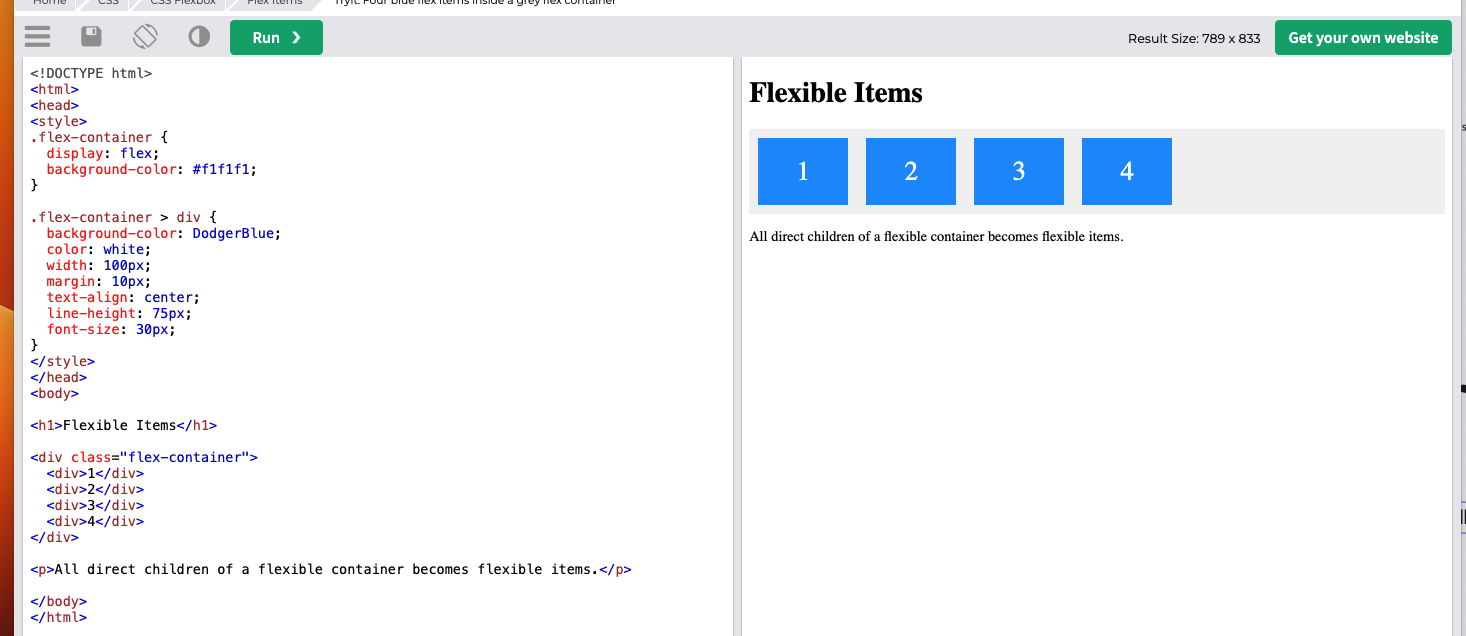 Home
CSS
CSS Flexbox
Flex Items
Tryit: Four blue flex items inside a grey flex container
Run ❯
Result Size: 789 x 833
Get your own website
<!DOCTYPE html>
<html>
<head>
<style>
.flex-container {
  display: flex;
  background-color: #f1f1f1;
}

.flex-container > div {
  background-color: DodgerBlue;
  color: white;
  width: 100px;
  margin: 10px;
  text-align: center;
  line-height: 75px;
  font-size: 30px;
}
</style>
</head>
<body>

<h1>Flexible Items</h1>

<div class="flex-container">
  <div>1</div>
  <div>2</div>
  <div>3</div>
  <div>4</div>
</div>

<p>All direct children of a flexible container becomes flexible items.</p>

</body>
</html>
Flexible Items
1 2 3 4
All direct children of a flexible container becomes flexible items.